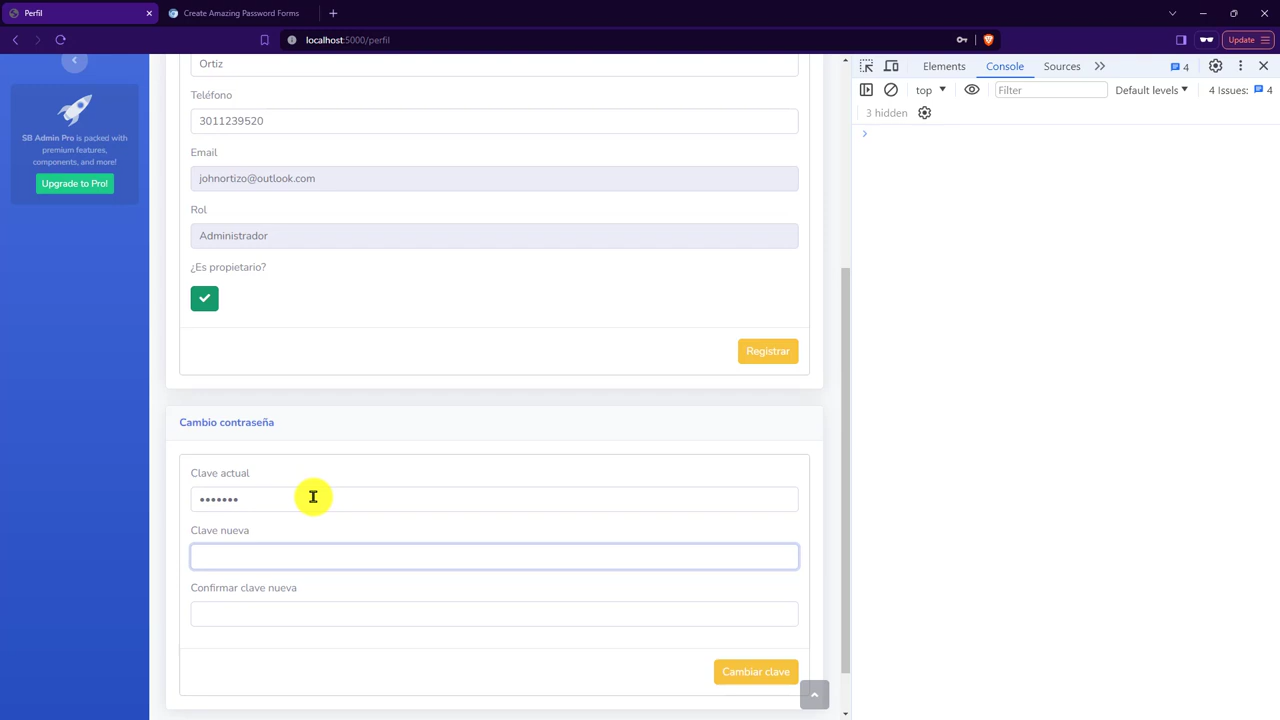 Perfil
Create Amazing Password Forms
localhost:5000/perfil
Update
SB Admin Pro is packed with
premium features,
components, and more!
Upgrade to Pro!
Ortiz
Teléfono
3011239520
Email
johnortizo@outlook.com
Rol
Administrador
¿Es propietario?
Registrar
Cambio contraseña
Clave actual
•••••••
Clave nueva
Confirmar clave nueva
Cambiar clave
Elements
Console
Sources
4
top
Filter
Default levels
4 Issues:
4
3 hidden